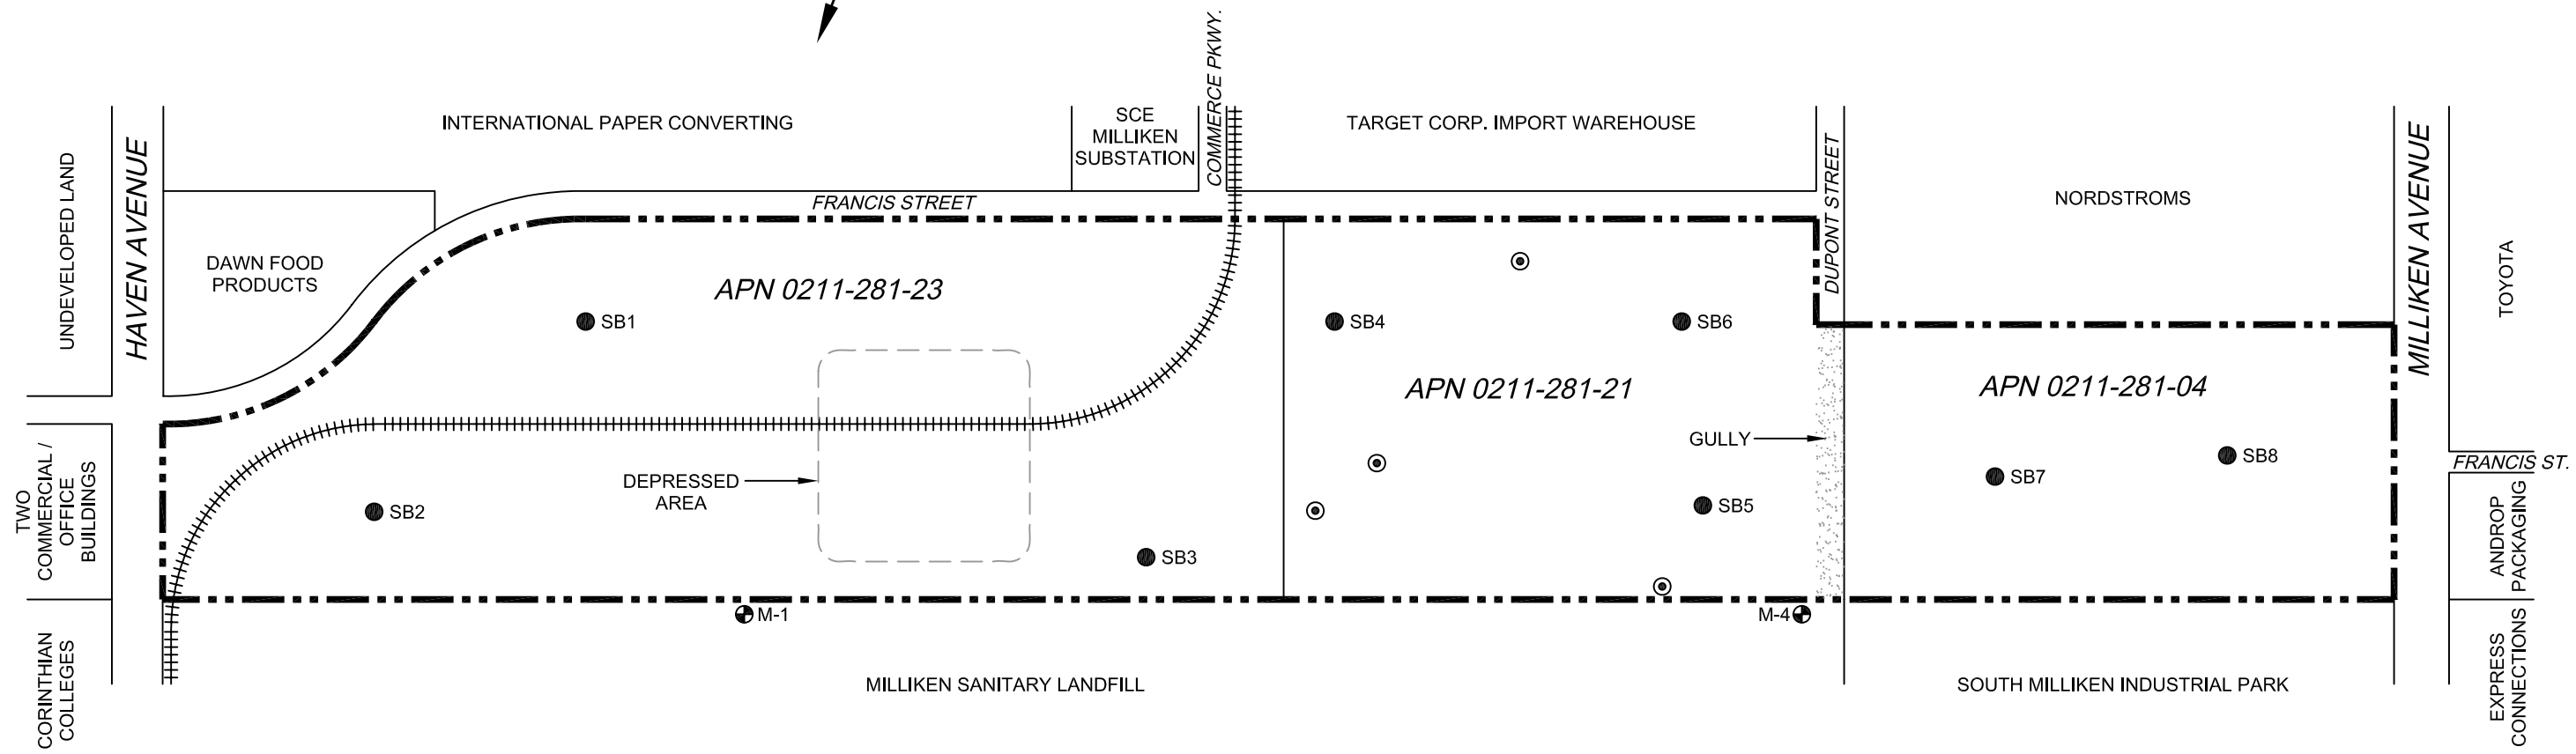 COMMERCE PKWY.
INTERNATIONAL PAPER CONVERTING
SCE
MILLIKEN
SUBSTATION
TARGET CORP. IMPORT WAREHOUSE
UNDEVELOPED LAND
HAVEN AVENUE
DUPONT STREET
MILLIKEN AVENUE
TOYOTA
NORDSTROMS
FRANCIS STREET
DAWN FOOD
PRODUCTS
APN 0211-281-23
SB1
SB4
SB6
APN 0211-281-21
APN 0211-281-04
GULLY
SB8
FRANCIS ST.
TWO
COMMERCIAL /
OFFICE
BUILDINGS
DEPRESSED
AREA
SB7
SB2
SB5
ANDROP
PACKAGING
SB3
M-1
M-4
CORINTHIAN
COLLEGES
MILLIKEN SANITARY LANDFILL
SOUTH MILLIKEN INDUSTRIAL PARK
EXPRESS
CONNECTIONS